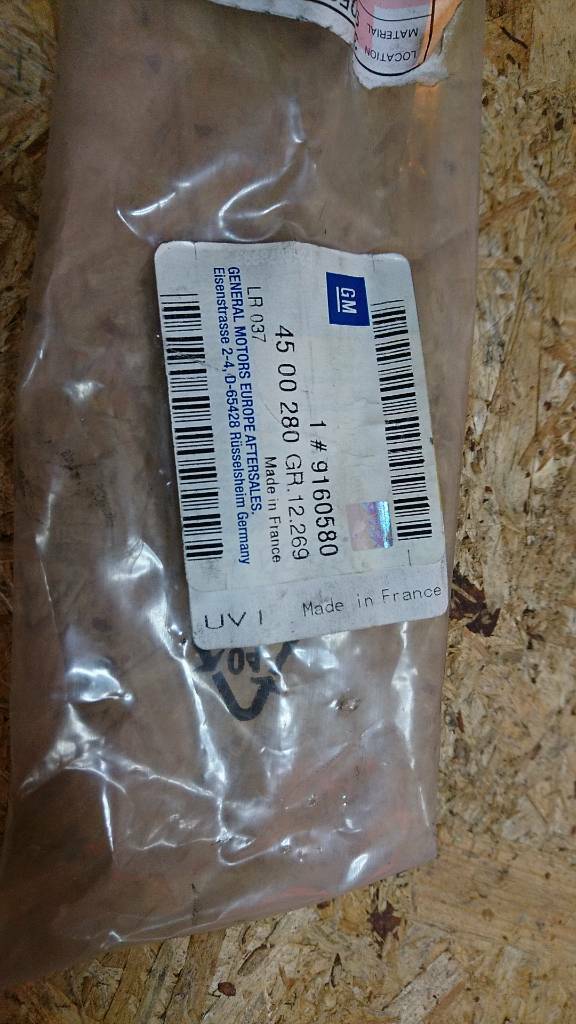 LOCATION
MATERIAL
GM
1 # 9160580
45 00 280 GR.12.269
LR 037
Made in France
GENERAL MOTORS EUROPE AFTERSALES.
Eisenstrasse 2-4, D-65428 Rüsselsheim Germany
UV I
Made in France